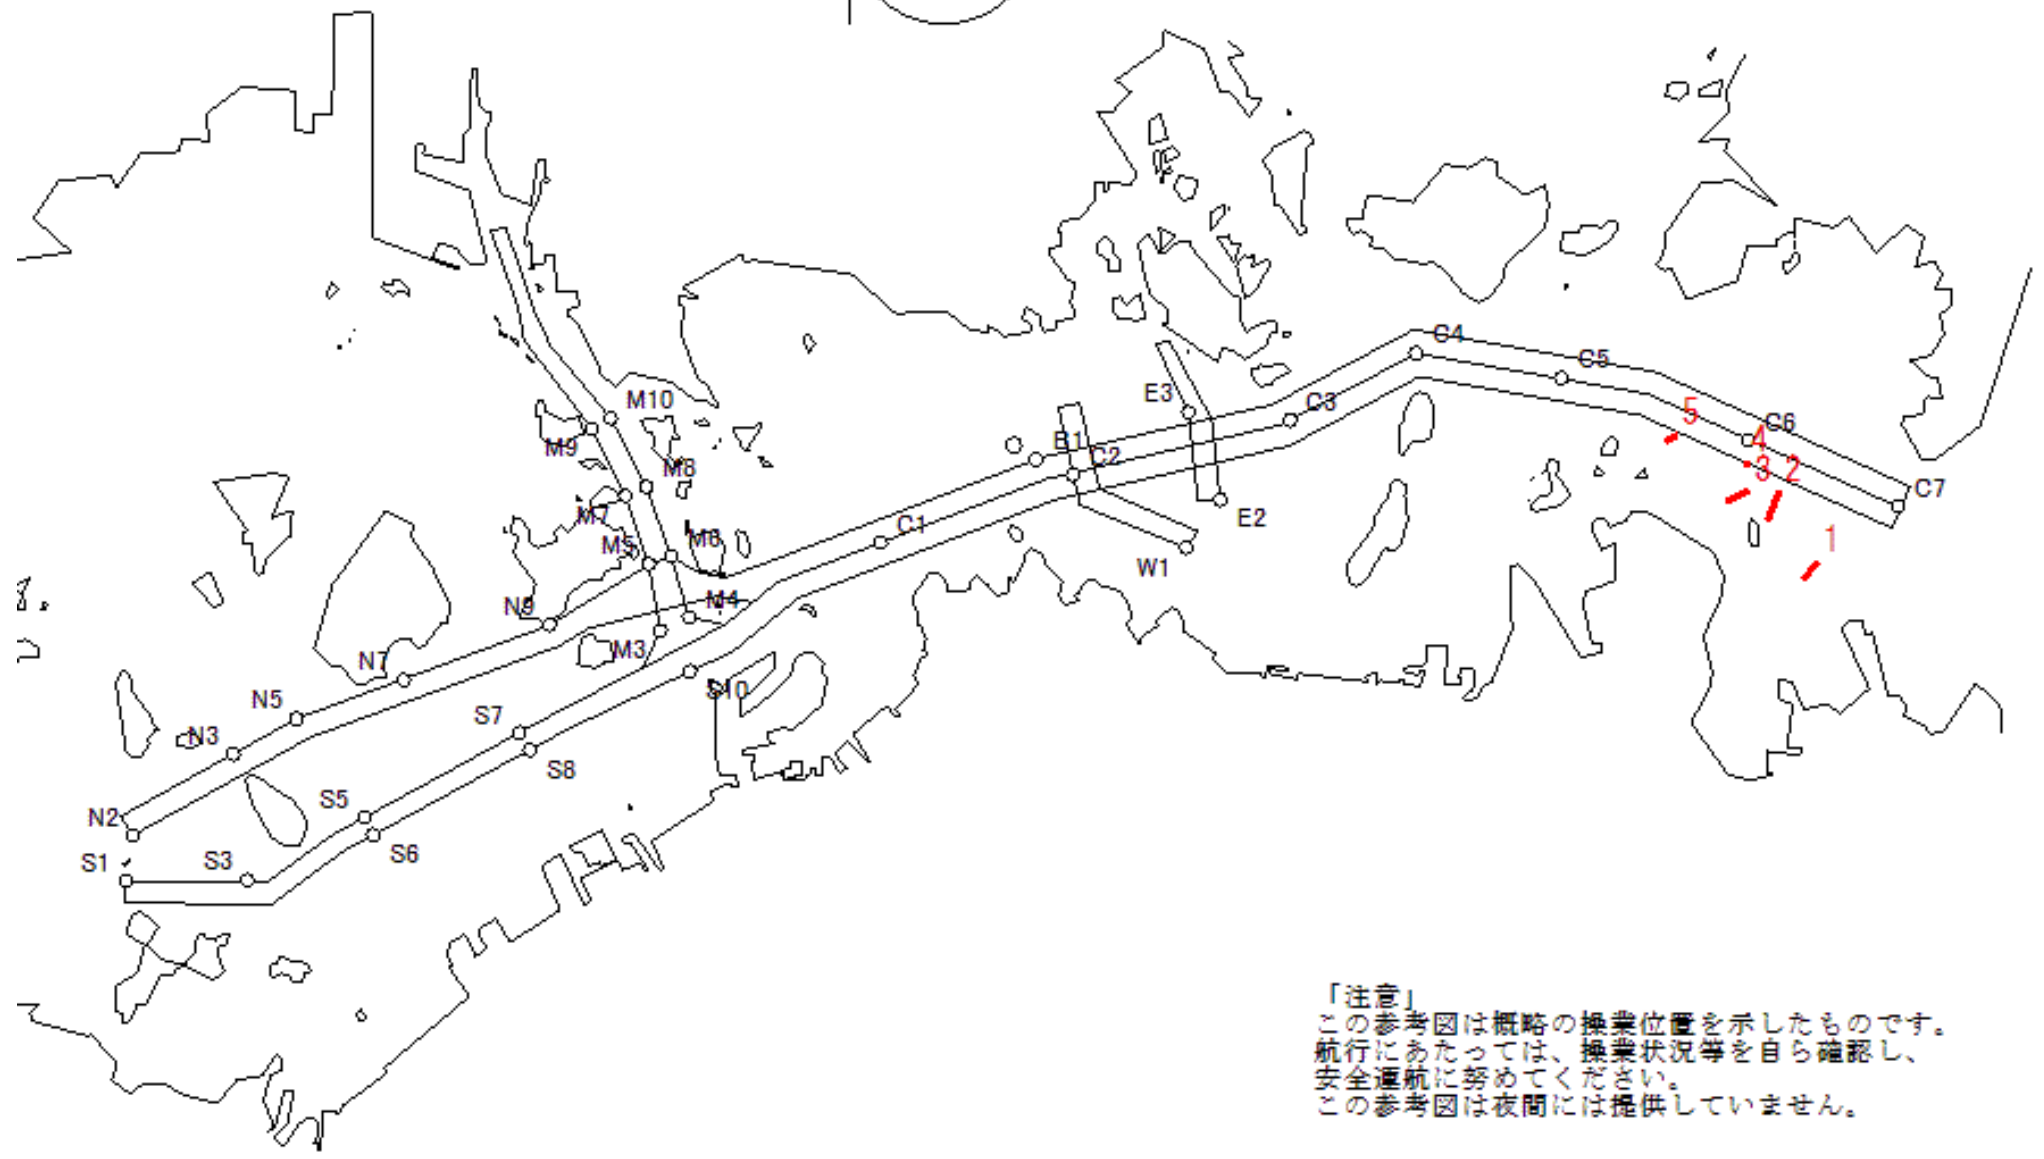 C4
C5
E3
M10
C3
5
C6
M9
B1
4
C2
M8
3
2
C7
M7
E2
C1
M5
M6
1
W1
N9
M4
M3
N7
S10
N5
S7
N3
S8
S5
N2
S6
S1
S3
「注意」
この参考図は概略の操業位置を示したものです。
航行にあたっては、操業状況等を自ら確認し、
安全運航に努めてください。
この参考図は夜間には提供していません。